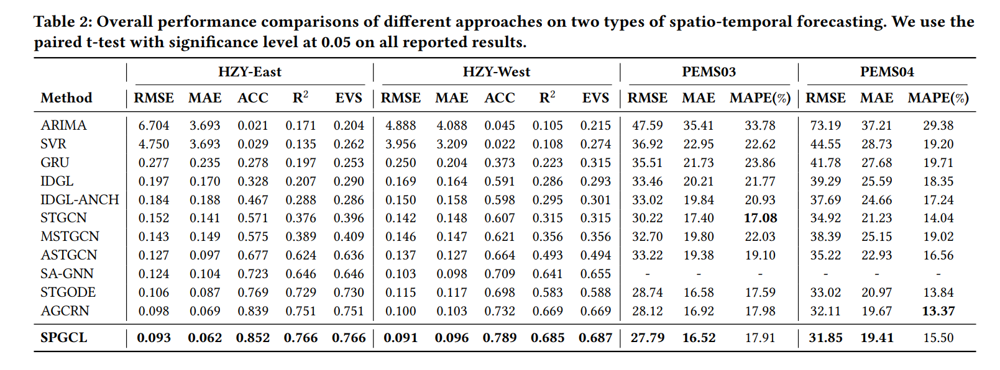 Table 2: Overall performance comparisons of different approaches on two types of spatio-temporal forecasting. We use the
paired t-test with significance level at 0.05 on all reported results.
HZY-East HZY-West PEMS03 PEMS04
Method RMSE MAE ACC R² EVS RMSE MAE ACC R² EVS RMSE MAE MAPE(%) RMSE MAE MAPE(%)
ARIMA 6.704 3.693 0.021 0.171 0.204 4.888 4.088 0.045 0.105 0.215 47.59 35.41 33.78 73.19 37.21 29.38
SVR 4.750 3.693 0.029 0.135 0.262 3.956 3.209 0.022 0.108 0.274 36.92 22.95 22.62 44.55 28.73 19.20
GRU 0.277 0.235 0.278 0.197 0.253 0.250 0.204 0.373 0.223 0.315 35.51 21.73 23.86 41.78 27.68 19.71
IDGL 0.197 0.170 0.328 0.207 0.290 0.169 0.164 0.591 0.286 0.293 33.46 20.21 21.77 39.29 25.59 18.35
IDGL-ANCH 0.184 0.188 0.467 0.288 0.286 0.150 0.158 0.598 0.295 0.301 33.02 19.84 20.93 37.69 24.66 17.24
STGCN 0.152 0.141 0.571 0.376 0.396 0.142 0.148 0.607 0.315 0.315 30.22 17.40 17.08 34.92 21.23 14.04
MSTGCN 0.143 0.149 0.575 0.389 0.409 0.146 0.147 0.621 0.356 0.356 32.70 19.80 22.03 38.39 25.15 19.02
ASTGCN 0.127 0.097 0.677 0.624 0.636 0.137 0.127 0.664 0.493 0.494 33.22 19.38 19.10 35.22 22.93 16.56
SA-GNN 0.124 0.104 0.723 0.646 0.646 0.103 0.098 0.709 0.641 0.655 - - - - - -
STGODE 0.106 0.087 0.769 0.729 0.730 0.115 0.117 0.698 0.583 0.588 28.74 16.58 17.59 33.02 20.97 13.84
AGCRN 0.098 0.069 0.839 0.751 0.751 0.100 0.103 0.732 0.669 0.669 28.12 16.92 17.98 32.11 19.67 13.37
SPGCL 0.093 0.062 0.852 0.766 0.766 0.091 0.096 0.789 0.685 0.687 27.79 16.52 17.91 31.85 19.41 15.50